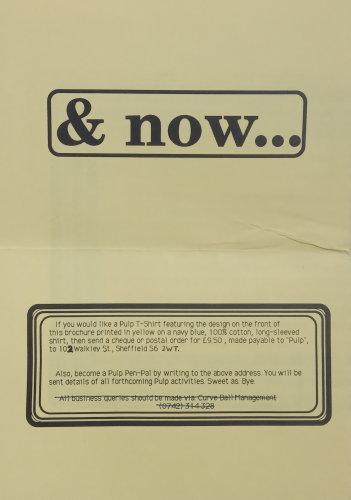 & now...
If you would like a Pulp T-Shirt featuring the design on the front of
this brochure printed in yellow on a navy blue, 100% cotton, long-sleeved
shirt, then send a cheque or postal order for £9.50 , made payable to "Pulp",
to 102 Walkley St., Sheffield S6 2WT.
Also, become a Pulp Pen-Pal by writing to the above address. You will be
sent details of all forthcoming Pulp activities. Sweet as. Bye.
All business queries should be made via: Curve Ball Management
(0742) 314328